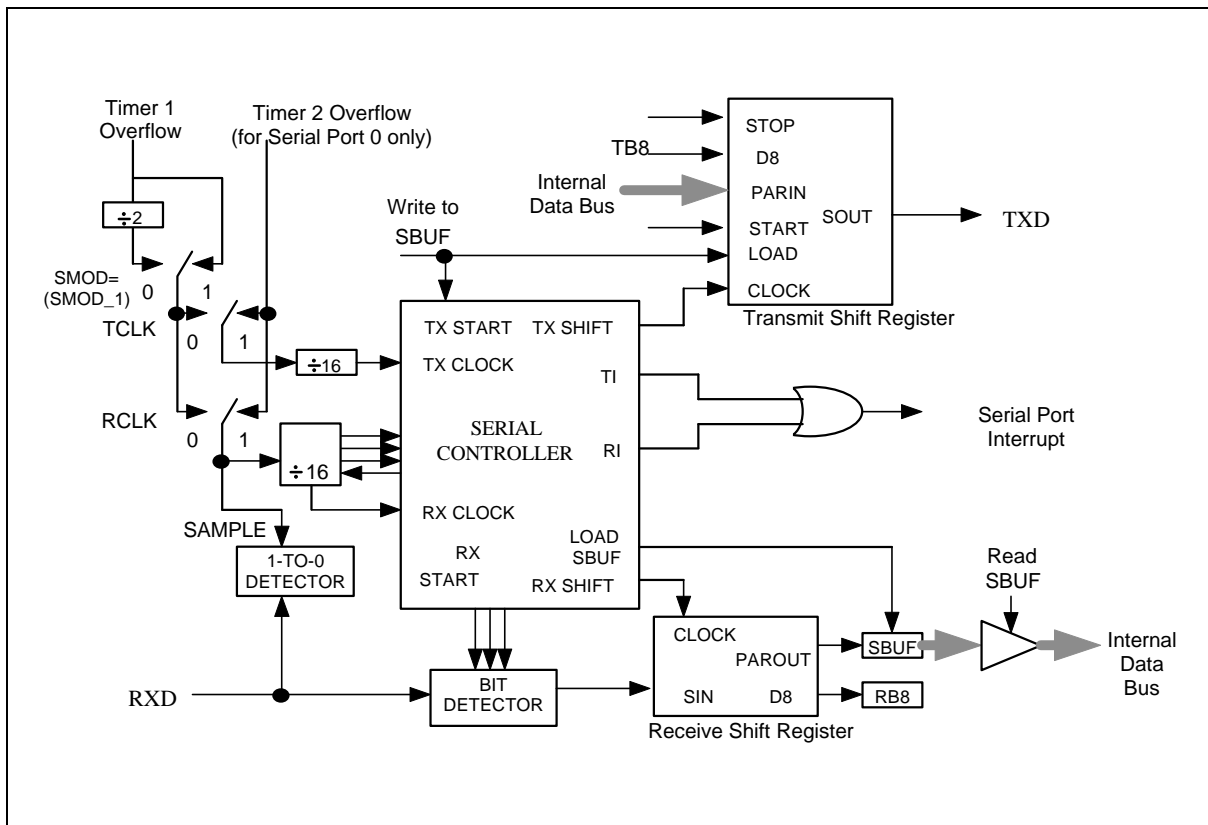 Timer 1
Overflow
Timer 2 Overflow
(for Serial Port 0 only)
÷2
SMOD=
(SMOD_1)
0
1
TCLK
0
1
÷16
RCLK
0
1
÷16
SAMPLE
1-TO-0
DETECTOR
RXD
Write to
SBUF
TX START
TX SHIFT
TX CLOCK
TI
SERIAL
CONTROLLER
RI
RX CLOCK
LOAD
SBUF
RX
START
RX SHIFT
BIT
DETECTOR
TB8
Internal
Data Bus
STOP
D8
PARIN
SOUT
START
LOAD
CLOCK
Transmit Shift Register
TXD
Serial Port
Interrupt
CLOCK
PAROUT
SIN
D8
Receive Shift Register
SBUF
RB8
Read
SBUF
Internal
Data
Bus